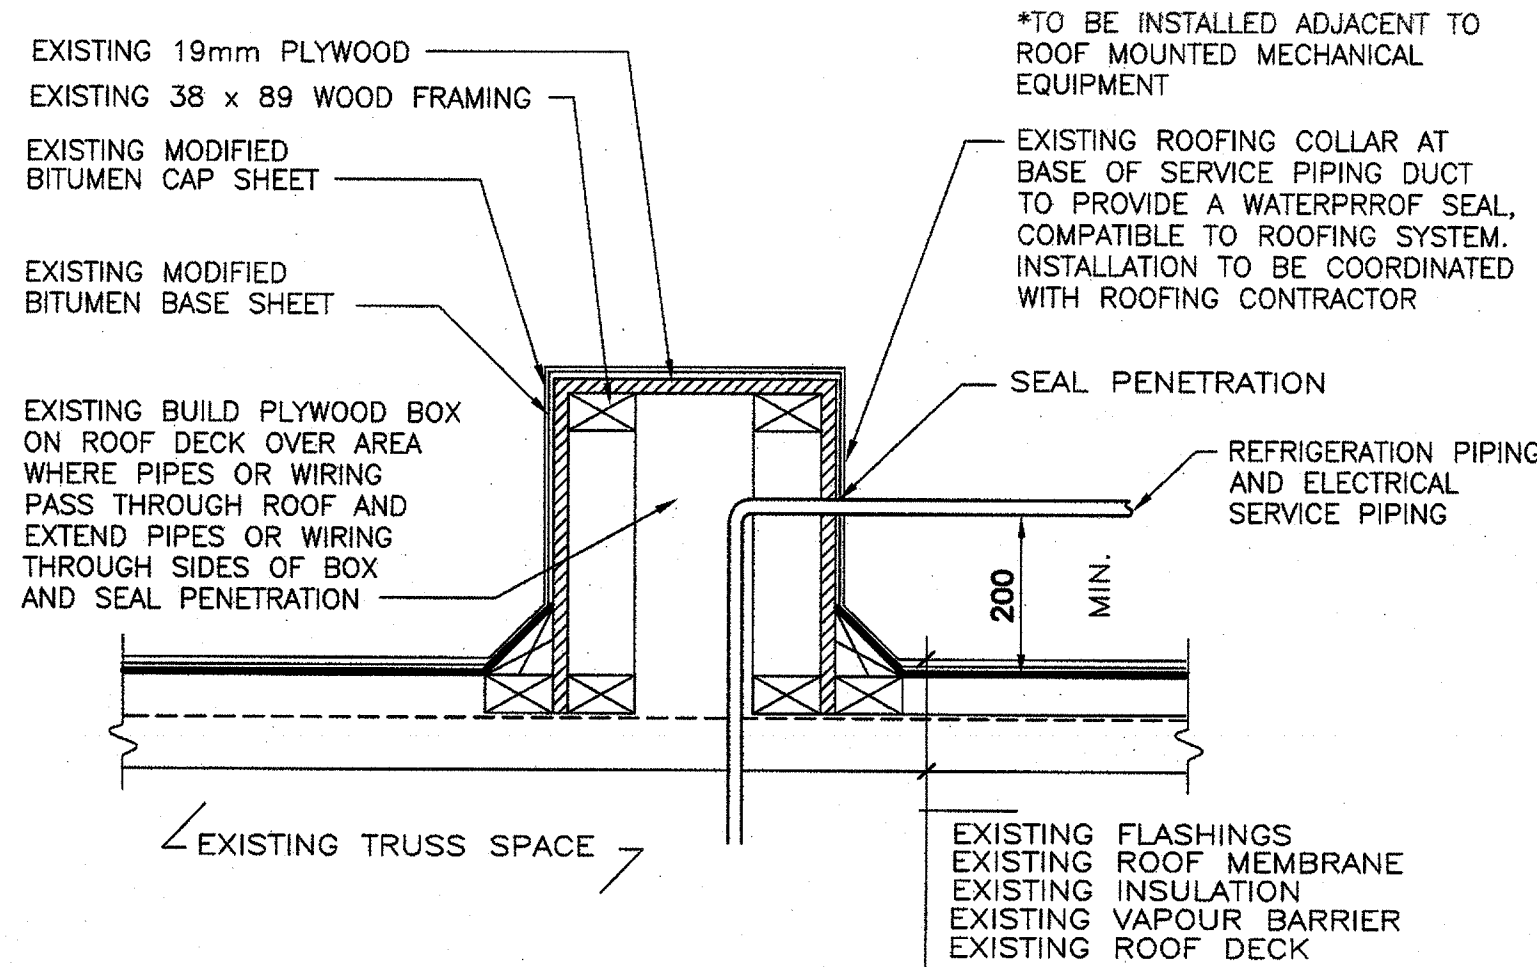 EXISTING 19mm PLYWOOD
EXISTING 38 x 89 WOOD FRAMING
EXISTING MODIFIED
BITUMEN CAP SHEET
EXISTING MODIFIED
BITUMEN BASE SHEET
EXISTING BUILD PLYWOOD BOX
ON ROOF DECK OVER AREA
WHERE PIPES OR WIRING
PASS THROUGH ROOF AND
EXTEND PIPES OR WIRING
THROUGH SIDES OF BOX
AND SEAL PENETRATION
*TO BE INSTALLED ADJACENT TO
ROOF MOUNTED MECHANICAL
EQUIPMENT
EXISTING ROOFING COLLAR AT
BASE OF SERVICE PIPING DUCT
TO PROVIDE A WATERPRROF SEAL,
COMPATIBLE TO ROOFING SYSTEM.
INSTALLATION TO BE COORDINATED
WITH ROOFING CONTRACTOR
SEAL PENETRATION
REFRIGERATION PIPING
AND ELECTRICAL
SERVICE PIPING
200
MIN.
EXISTING TRUSS SPACE
EXISTING FLASHINGS
EXISTING ROOF MEMBRANE
EXISTING INSULATION
EXISTING VAPOUR BARRIER
EXISTING ROOF DECK